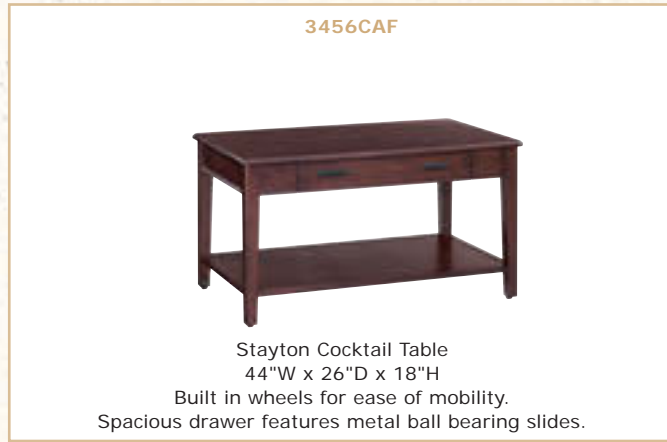 3456CAF
Stayton Cocktail Table
44"W x 26"D x 18"H
Built in wheels for ease of mobility.
Spacious drawer features metal ball bearing slides.